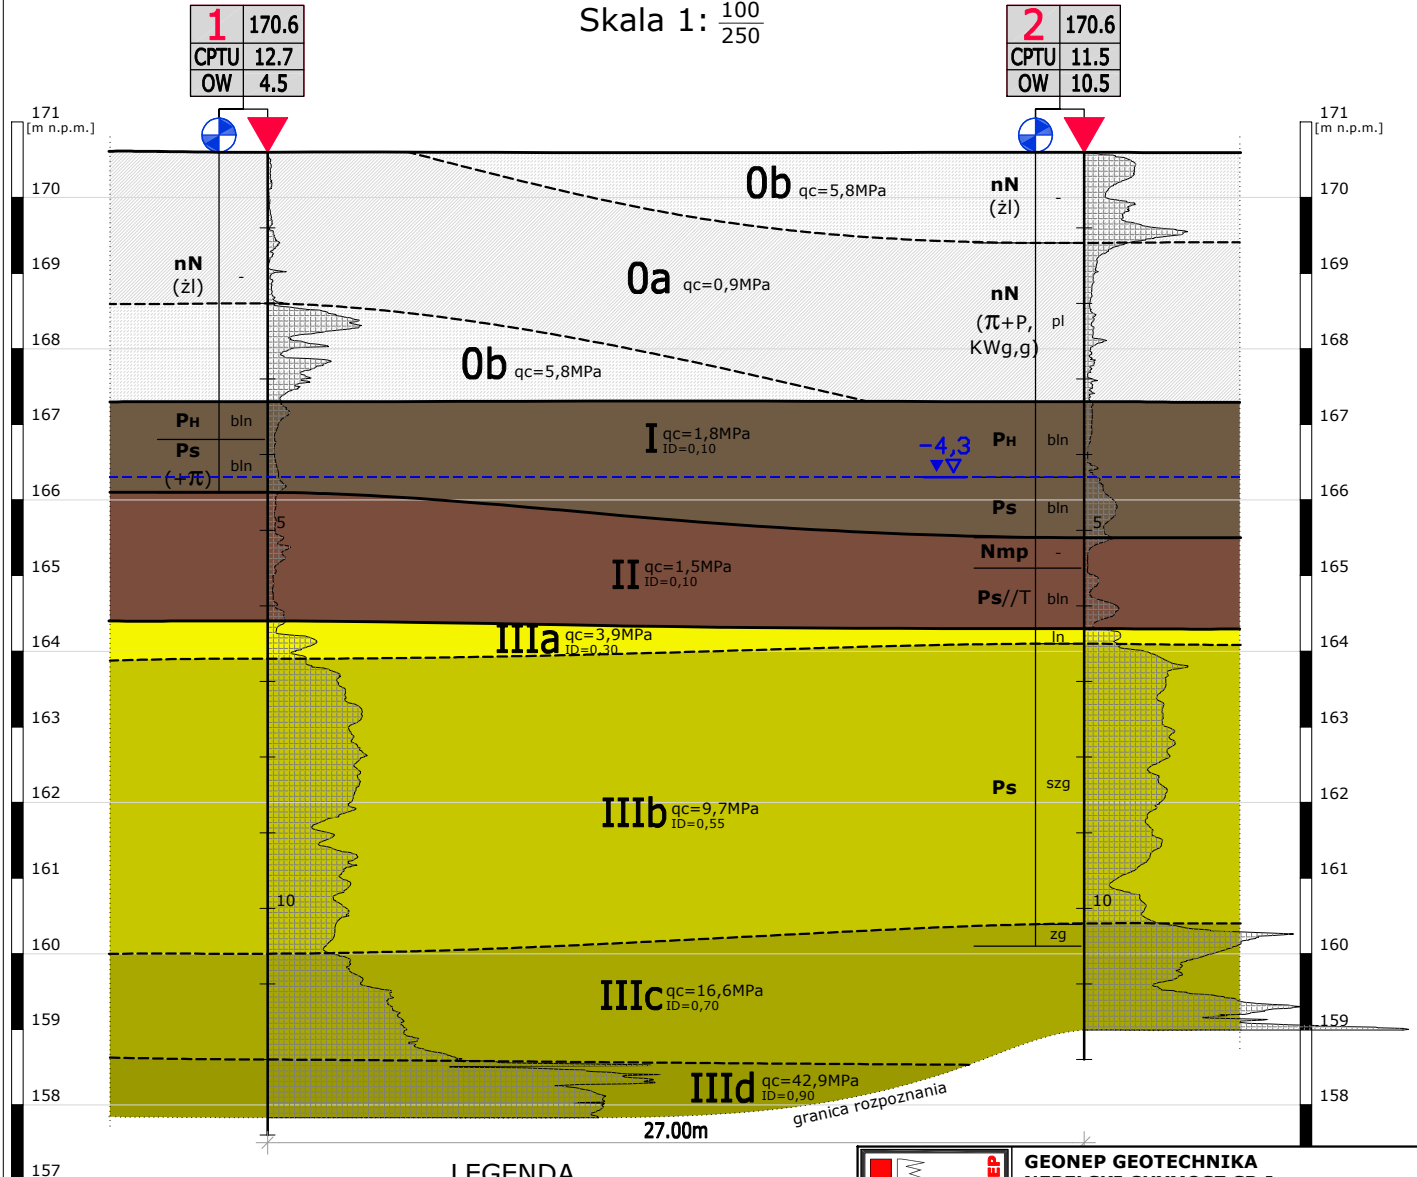 Skala 1: 100/250
1 170.6
CPTU 12.7
OW 4.5
2 170.6
CPTU 11.5
OW 10.5
171
[m n.p.m.]
171
[m n.p.m.]
170
169
168
167
166
165
164
163
162
161
160
159
158
157
170
169
168
167
166
165
164
163
162
161
160
159
158
0b qc=5,8MPa
nN
(żl)
-
0a qc=0,9MPa
nN
(żl)
-
nN
(π+P,
KWg,g)
pl
0b qc=5,8MPa
PH bln
Ps
(+π)
bln
I qc=1,8MPa
ID=0,10
-4,3
PH bln
Ps bln
5
5
II qc=1,5MPa
ID=0,10
Nmp -
Ps//T bln
IIIa qc=3,9MPa
ID=0,30
ln
IIIb qc=9,7MPa
ID=0,55
Ps szg
10
10
zg
IIIc qc=16,6MPa
ID=0,70
IIId qc=42,9MPa
ID=0,90
granica rozpoznania
27.00m
LEGENDA
GEONEP GEOTECHNIKA